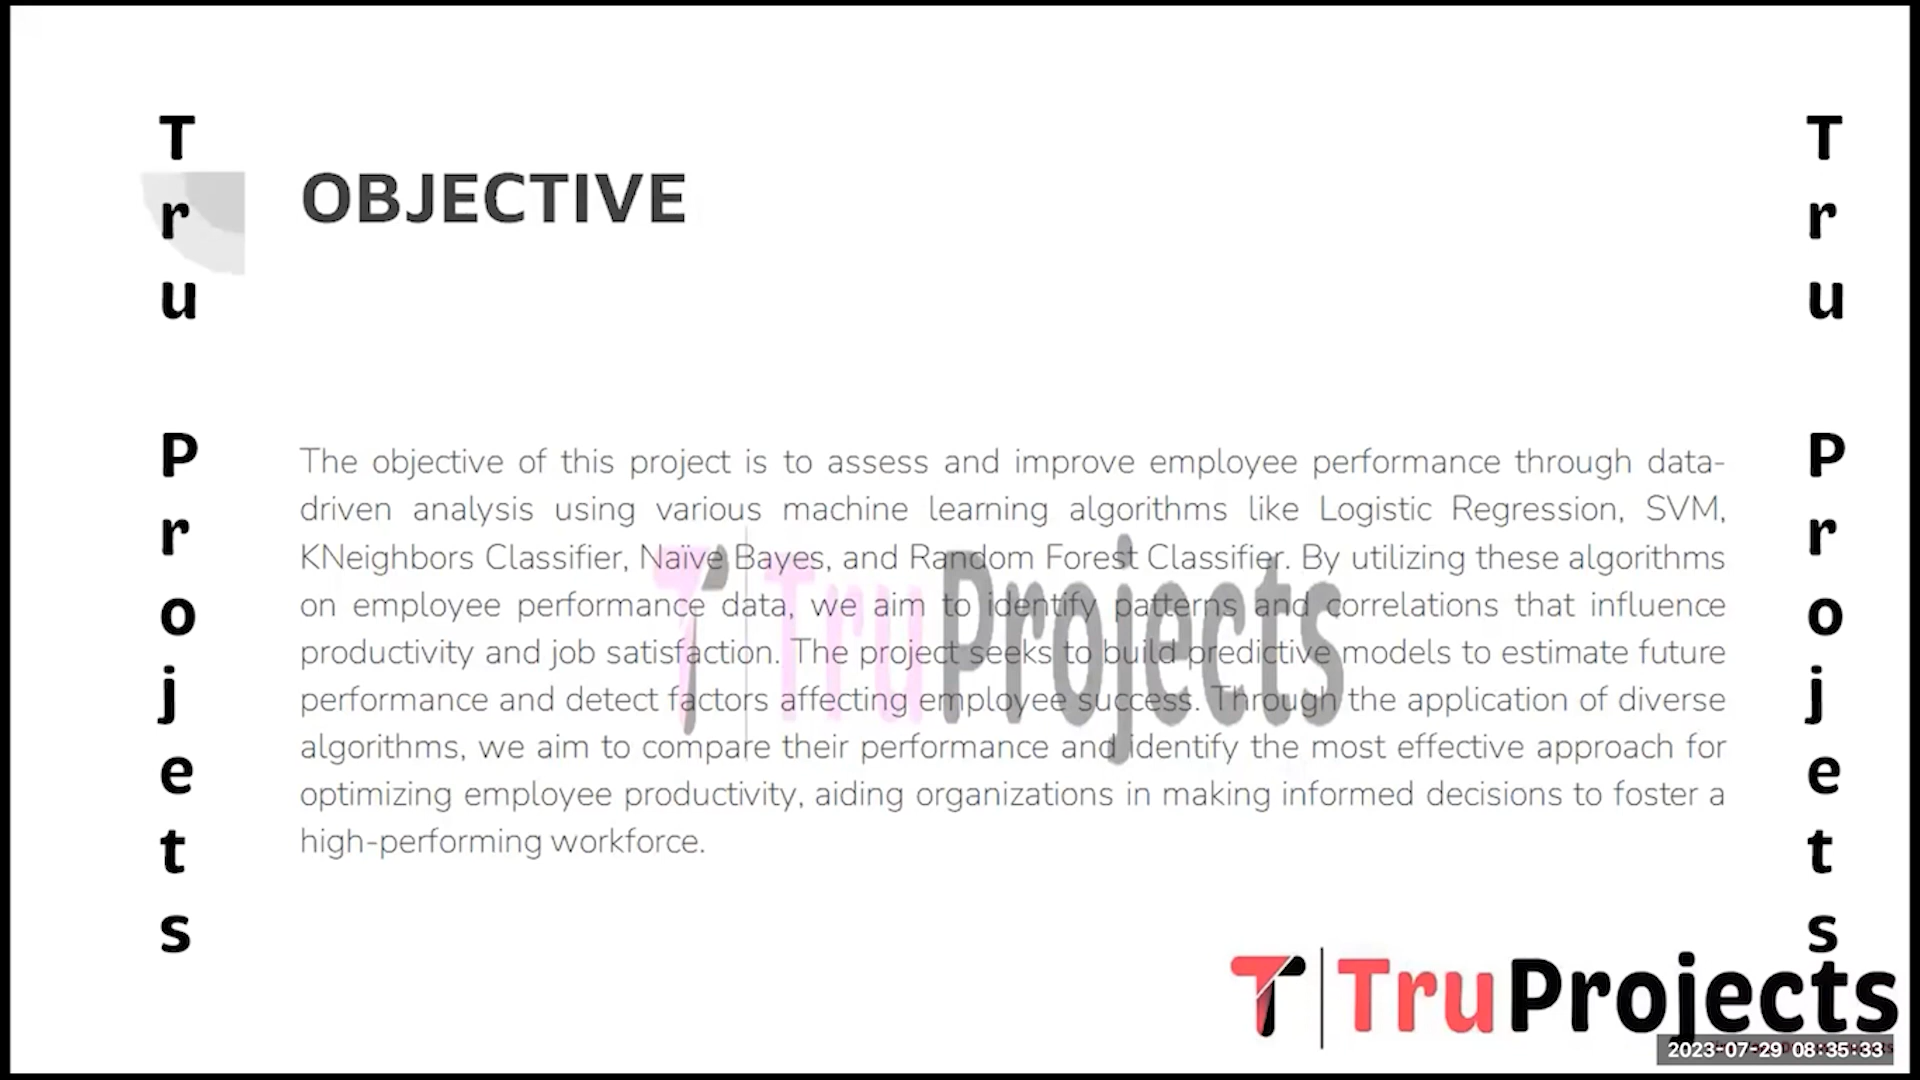 Tru Projets
OBJECTIVE
The objective of this project is to assess and improve employee performance through data-
driven analysis using various machine learning algorithms like Logistic Regression, SVM,
KNeighbors Classifier, Naïve Bayes, and Random Forest Classifier. By utilizing these algorithms
on employee performance data, we aim to identify patterns and correlations that influence
productivity and job satisfaction. The project seeks to build predictive models to estimate future
performance and detect factors affecting employee success. Through the application of diverse
algorithms, we aim to compare their performance and identify the most effective approach for
optimizing employee productivity, aiding organizations in making informed decisions to foster a
high-performing workforce.
TruProjects
Tru Projets
T TruProjects
2023-07-29 08:35:33